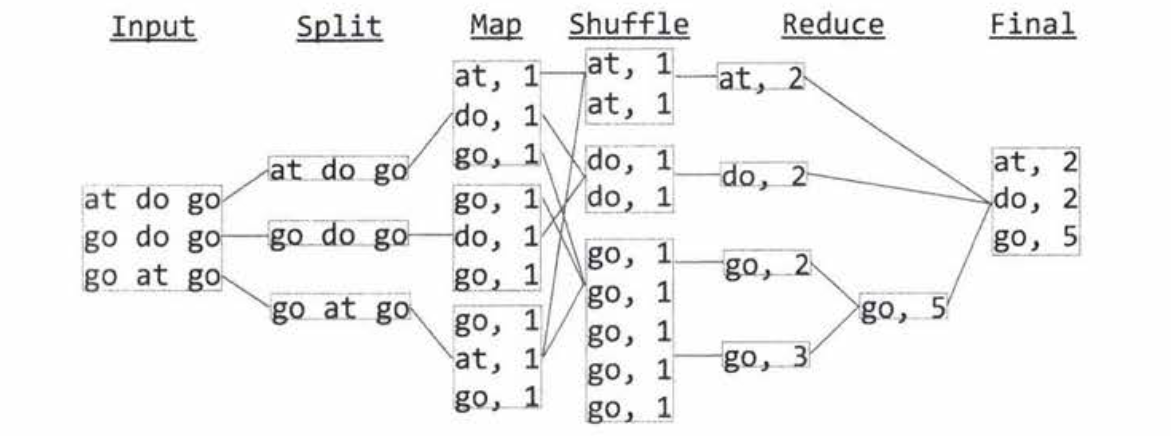 Input Split Map Shuffle Reduce Final
at do go
go do go
go at go
at do go
go do go
go at go
at, 1
do, 1
go, 1
go, 1
do, 1
go, 1
go, 1
at, 1
go, 1
at, 1
at, 1
do, 1
do, 1
go, 1
go, 1
go, 1
go, 1
go, 1
at, 2
do, 2
go, 2
go, 3
go, 5
at, 2
do, 2
go, 5